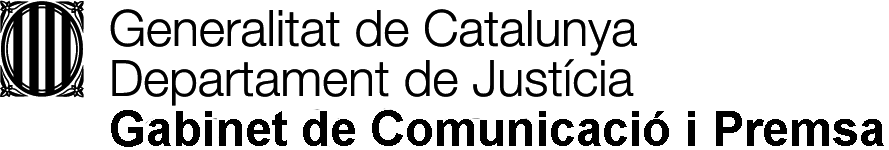 Generalitat de Catalunya
Departament de Justícia
Gabinet de Comunicació i Premsa